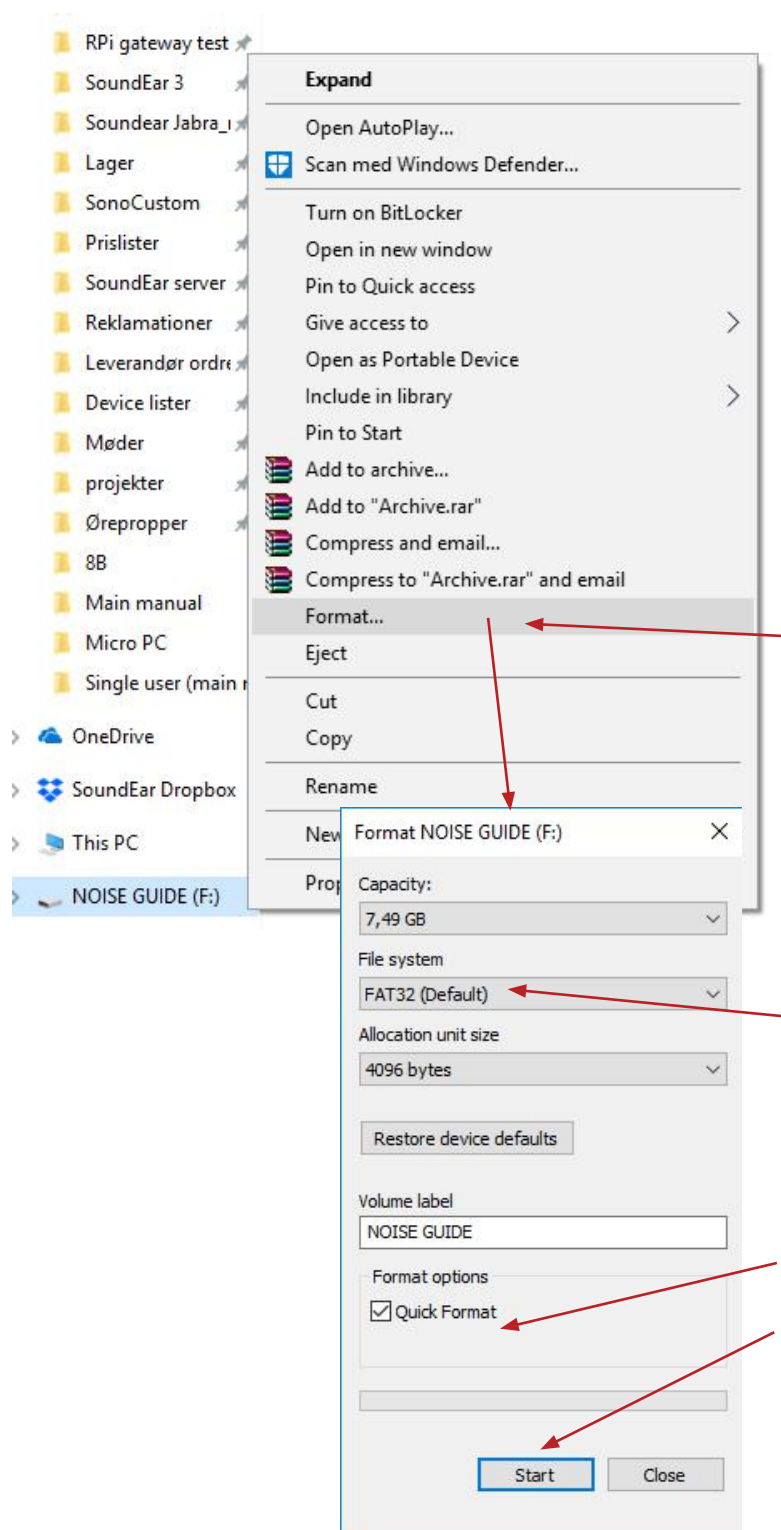 RPi gateway test
SoundEar 3
Soundear Jabra_
Lager
SonoCustom
Prislister
SoundEar server
Reklamationer
Leverandør ordre
Device lister
Møder
projekter
Ørepropper
8B
Main manual
Micro PC
Single user (main
OneDrive
SoundEar Dropbox
This PC
NOISE GUIDE (F:)
Expand
Open AutoPlay...
Scan med Windows Defender...
Turn on BitLocker
Open in new window
Pin to Quick access
Give access to
Open as Portable Device
Include in library
Pin to Start
Add to archive...
Add to "Archive.rar"
Compress and email...
Compress to "Archive.rar" and email
Format...
Eject
Cut
Copy
Rename
New
Prop
Format NOISE GUIDE (F:)
Capacity:
7,49 GB
File system
FAT32 (Default)
Allocation unit size
4096 bytes
Restore device defaults
Volume label
NOISE GUIDE
Format options
Quick Format
Start Close